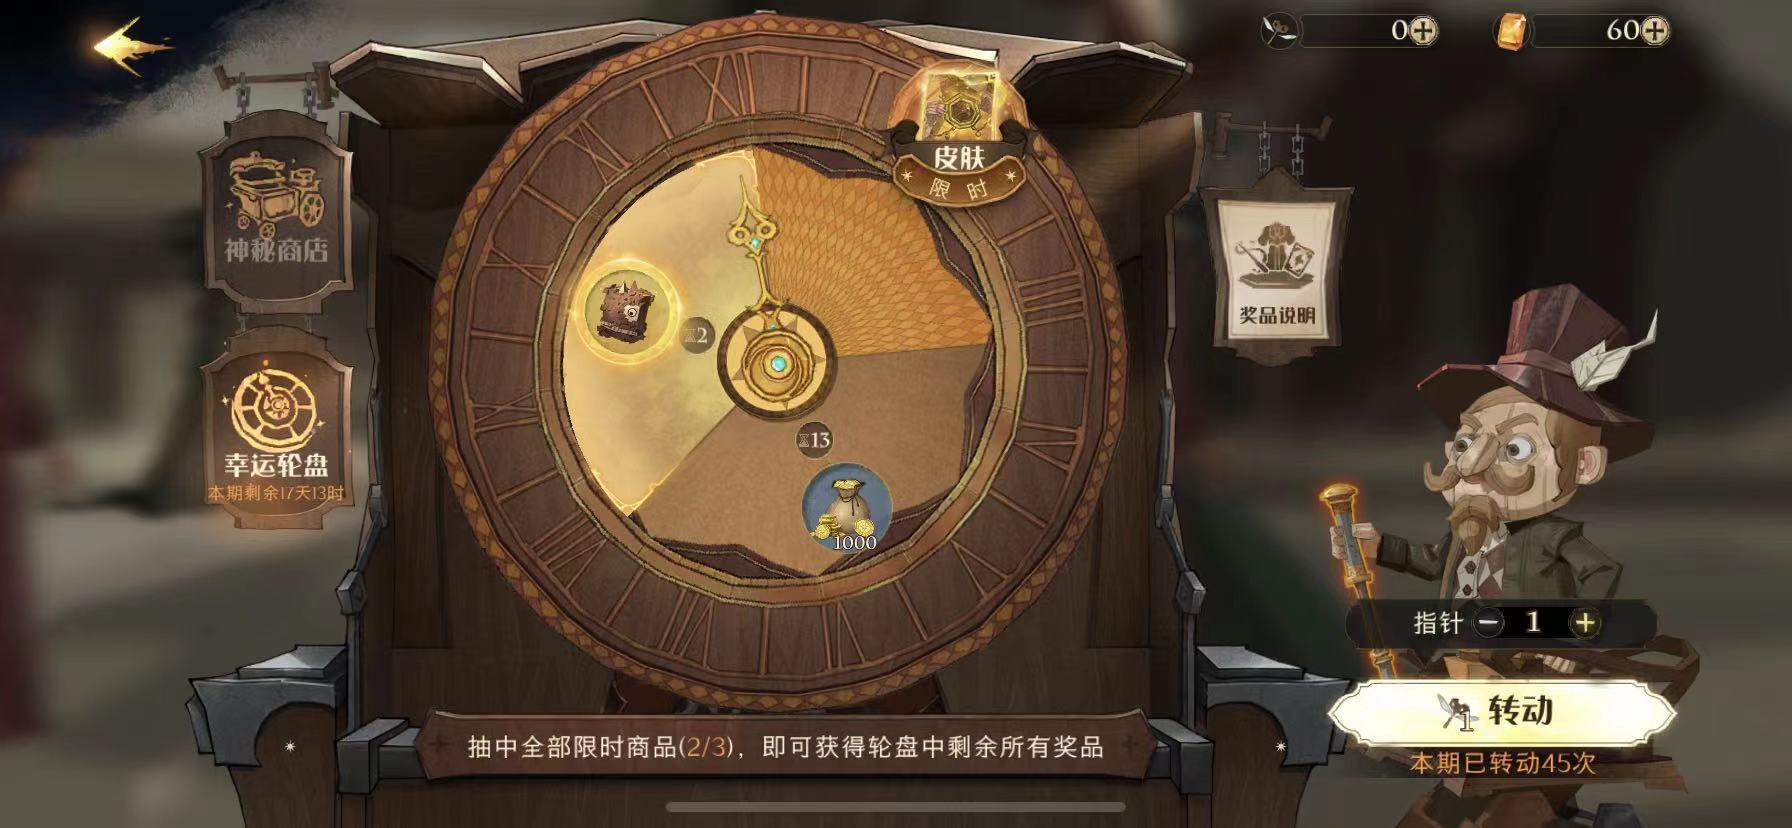 0
60
皮肤
限时
神秘商店
奖品说明
2
幸运轮盘
本期剩余17天13时
13
1000
指针 1
1 转动
抽中全部限时商品(2/3)，即可获得轮盘中剩余所有奖品
本期已转动45次